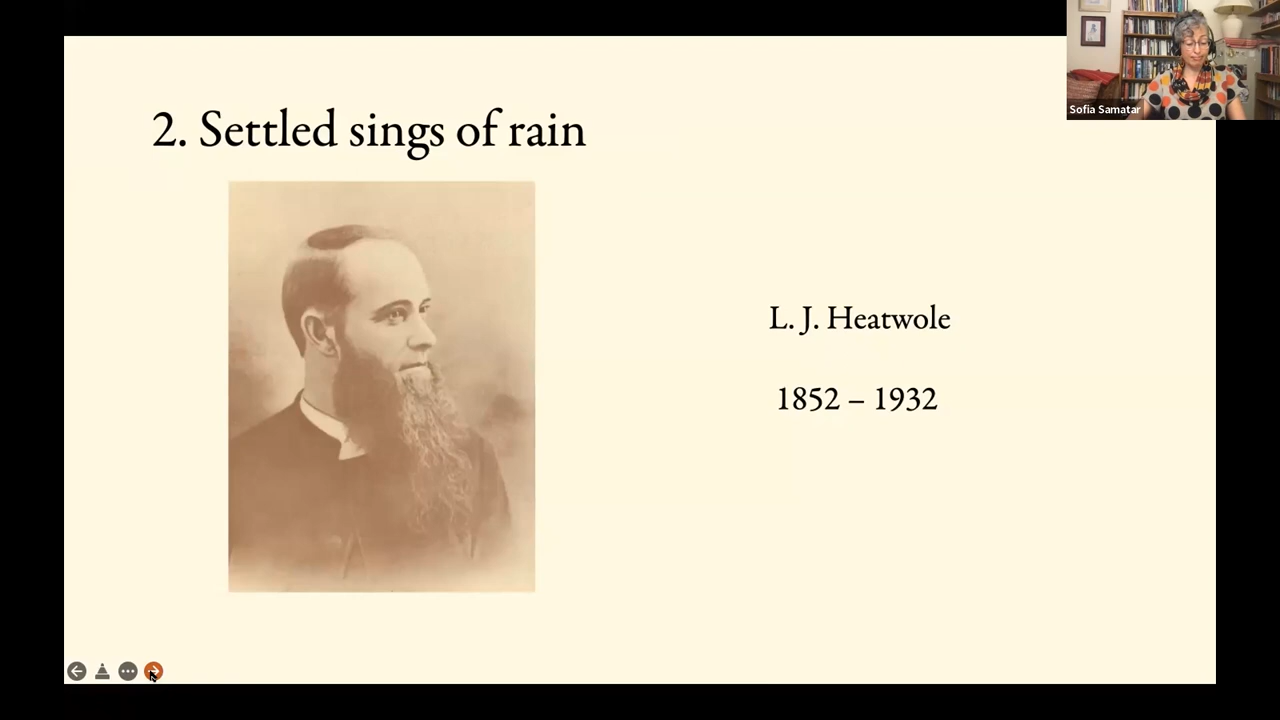 2. Settled sings of rain
L. J. Heatwole
1852 – 1932
Sofia Samatar